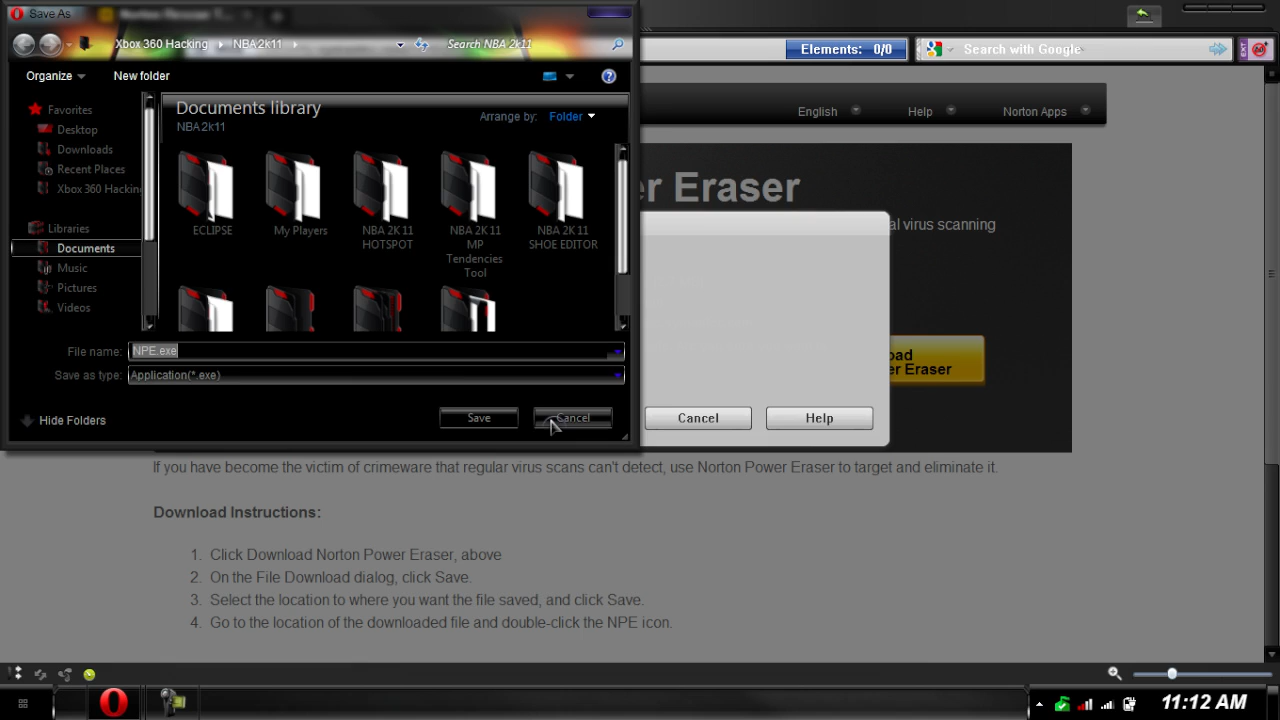 Save As
Norton Rescue T
Xbox 360 Hacking
NBA 2k11
Search NBA 2k11
Elements: 0/0
Search with Google
Organize
New folder
English
Help
Norton Apps
Favorites
Desktop
Downloads
Recent Places
Xbox 360 Hackin
Libraries
Documents
Music
Pictures
Videos
Documents library
NBA 2k11
Arrange by:
Folder
ECLIPSE
My Players
NBA 2K 11
HOTSPOT
NBA 2K 11
MP
Tendencies
Tool
NBA 2K 11
SHOE EDITOR
er Eraser
al virus scanning
File name:
NPE.exe
Save as type:
Application(*.exe)
oad
er Eraser
Hide Folders
Save
Cancel
Cancel
Help
If you have become the victim of crimeware that regular virus scans can't detect, use Norton Power Eraser to target and eliminate it.
Download Instructions:
1. Click Download Norton Power Eraser, above
2. On the File Download dialog, click Save.
3. Select the location to where you want the file saved, and click Save.
4. Go to the location of the downloaded file and double-click the NPE icon.
11:12 AM